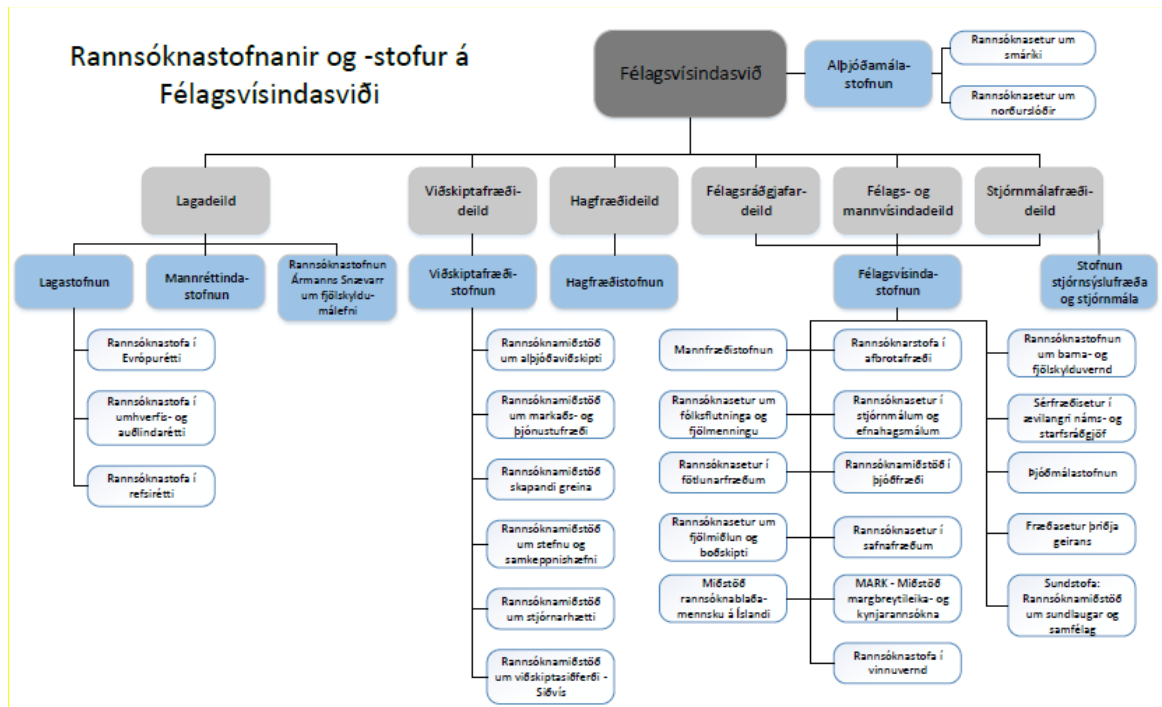 Rannsóknastofnanir og -stofur á
Félagsvísindasviði
Félagsvísindasvið
Alþjóðamála-
stofnun
Rannsóknasetur um
smáríki
Rannsóknasetur um
norðurslóðir
Lagadeild
Viðskiptafræði-
deild
Hagfræðideild
Félagsráðgjafar-
deild
Félags- og
mannvísindadeild
Stjórnmálafræði-
deild
Lagastofnun
Mannréttinda-
stofnun
Rannsóknastofnun
Ármanns Snævarr
um fjölskyldu-
málefni
Viðskiptafræði-
stofnun
Hagfræðistofnun
Félagsvísinda-
stofnun
Stofnun
stjórnsýslufræða
og stjórnmála
Rannsóknastofa í
Evrópurétti
Rannsóknastofa í
umhverfis- og
auðlindarétti
Rannsóknastofa í
refsirétti
Rannsóknamiðstöð
um alþjóðaviðskipti
Rannsóknamiðstöð
um markaðs- og
þjónustufræði
Rannsóknamiðstöð
skapandi greina
Rannsóknamiðstöð
um stefnu og
samkeppnishæfni
Rannsóknamiðstöð
um stjórnarhætti
Rannsóknamiðstöð
um viðskiptasiðferði -
Siðvís
Mannfræðistofnun
Rannsóknasetur um
fólksflutninga og
fjölmenningu
Rannsóknasetur í
fötlunarfræðum
Rannsóknasetur um
fjölmiðlun og
boðskipti
Miðstöð
rannsóknablaða-
mennsku á Íslandi
Rannsóknarstofa í
afbrotafræði
Rannsóknasetur í
stjórnmálum og
efnahagsmálum
Rannsóknamiðstöð í
þjóðfræði
Rannsóknasetur í
safnafræðum
MARK - Miðstöð
margbreytileika- og
kynjarannsókna
Rannsóknastofa í
vinnuvernd
Rannsóknastofnun
um barna- og
fjölskylduvernd
Sérfræðisetur í
ævilangri náms- og
starfsráðgjöf
Þjóðmálastofnun
Fræðasetur þriðja
geirans
Sundstofa:
Rannsóknamiðstöð
um sundlaugar og
samfélag